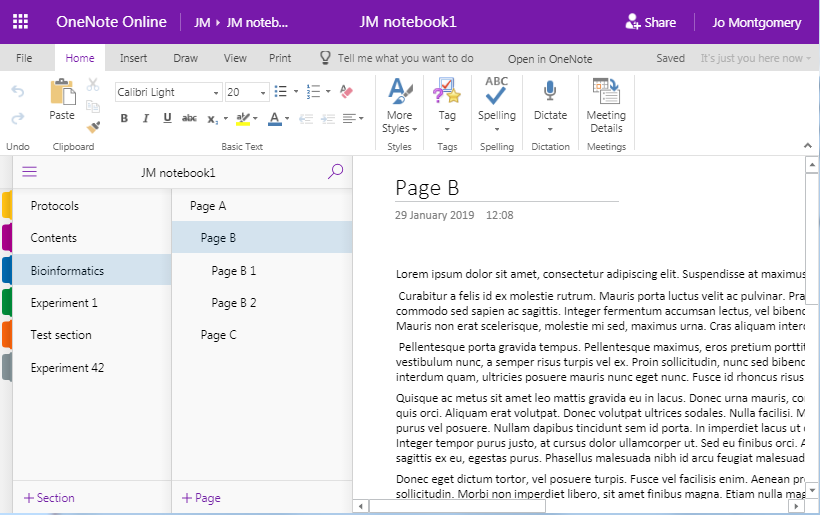 OneNote Online JM ▸ JM noteb... JM notebook1 Share Jo Montgomery
File Home Insert Draw View Print Tell me what you want to do Open in OneNote Saved It's just you here now
Calibri Light 20 ABC
Paste B I U abc x, ab A More Styles Tag Spelling Dictate Meeting Details
Undo Clipboard Basic Text Styles Tags Spelling Dictation Meetings
JM notebook1
Protocols
Contents
Bioinformatics
Experiment 1
Test section
Experiment 42
+ Section
Page A
Page B
Page B 1
Page B 2
Page C
+ Page
Page B
29 January 2019 12:08
Lorem ipsum dolor sit amet, consectetur adipiscing elit. Suspendisse at maximus
Curabitur a felis id ex molestie rutrum. Mauris porta luctus velit ac pulvinar. Pra
commodo sed sapien ac sagittis. Integer fermentum accumsan lectus, vel bibend
Mauris non erat scelerisque, molestie mi sed, maximus urna. Cras aliquam interd
Pellentesque porta gravida tempus. Pellentesque maximus, eros pretium porttit
vestibulum nunc, a semper risus turpis vel ex. Proin sollicitudin, nunc sed bibend
interdum quam, ultricies posuere mauris nunc eget nunc. Fusce id rhoncus risus
Quisque ac metus sit amet leo mattis gravida eu in lacus. Donec urna mauris, co
quis orci. Aliquam erat volutpat. Donec volutpat ultrices sodales. Nulla facilisi. M
purus vel posuere. Nullam dapibus tincidunt sem id porta. In imperdiet lacus ut
Integer tempor purus justo, at cursus dolor ullamcorper ut. Sed eu finibus orci. A
sagittis ex eu, egestas purus. Phasellus malesuada nibh id arcu feugiat malesuad
Donec eget dictum tortor, vel posuere turpis. Fusce vel facilisis enim. Aenean pr
sollicitudin. Morbi non imperdiet libero, sit amet finibus magna. Etiam nulla mag